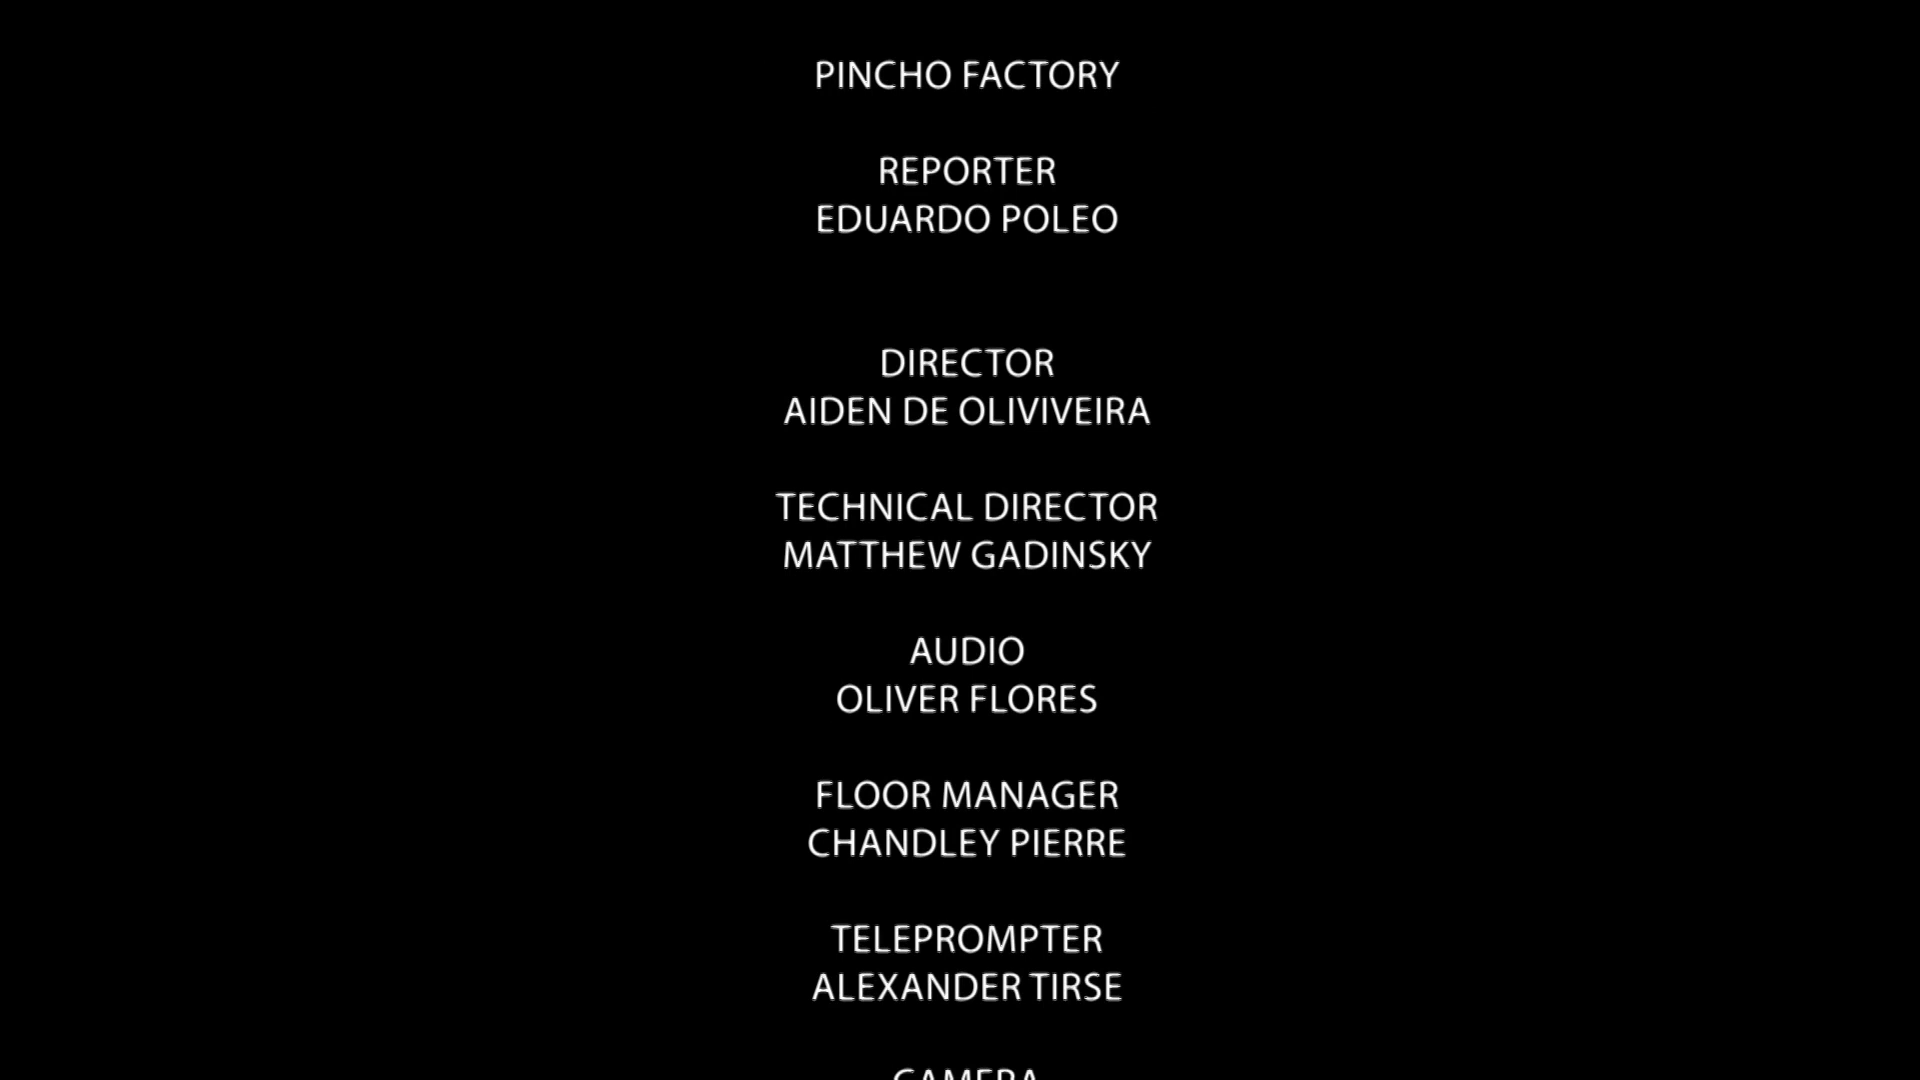 PINCHO FACTORY
REPORTER
EDUARDO POLEO
DIRECTOR
AIDEN DE OLIVIVEIRA
TECHNICAL DIRECTOR
MATTHEW GADINSKY
AUDIO
OLIVER FLORES
FLOOR MANAGER
CHANDLEY PIERRE
TELEPROMPTER
ALEXANDER TIRSE
CAMERA